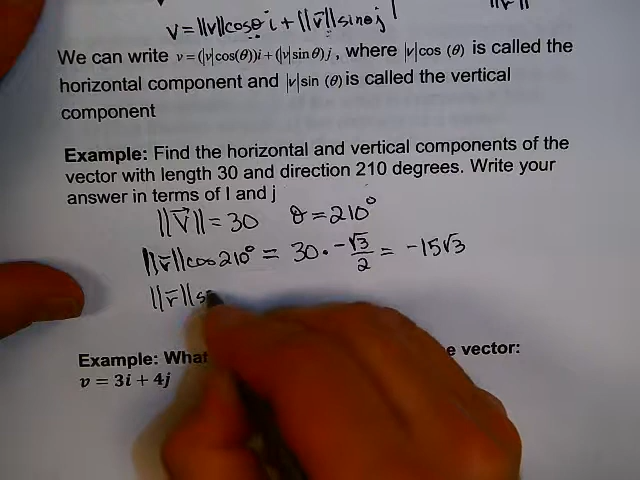 V = ||v||cosθ i + ||v̄||sinθ j
We can write v = (|v|cos(θ))i + (|v|sinθ)j, where |v|cos (θ) is called the
horizontal component and |v|sin (θ) is called the vertical
component
Example: Find the horizontal and vertical components of the
vector with length 30 and direction 210 degrees. Write your
answer in terms of I and j
||V⃗|| = 30 θ = 210°
||v̄||cos 210° = 30 · -√3/2 = -15√3
||v̄||s
Example: What e vector:
v = 3i + 4j